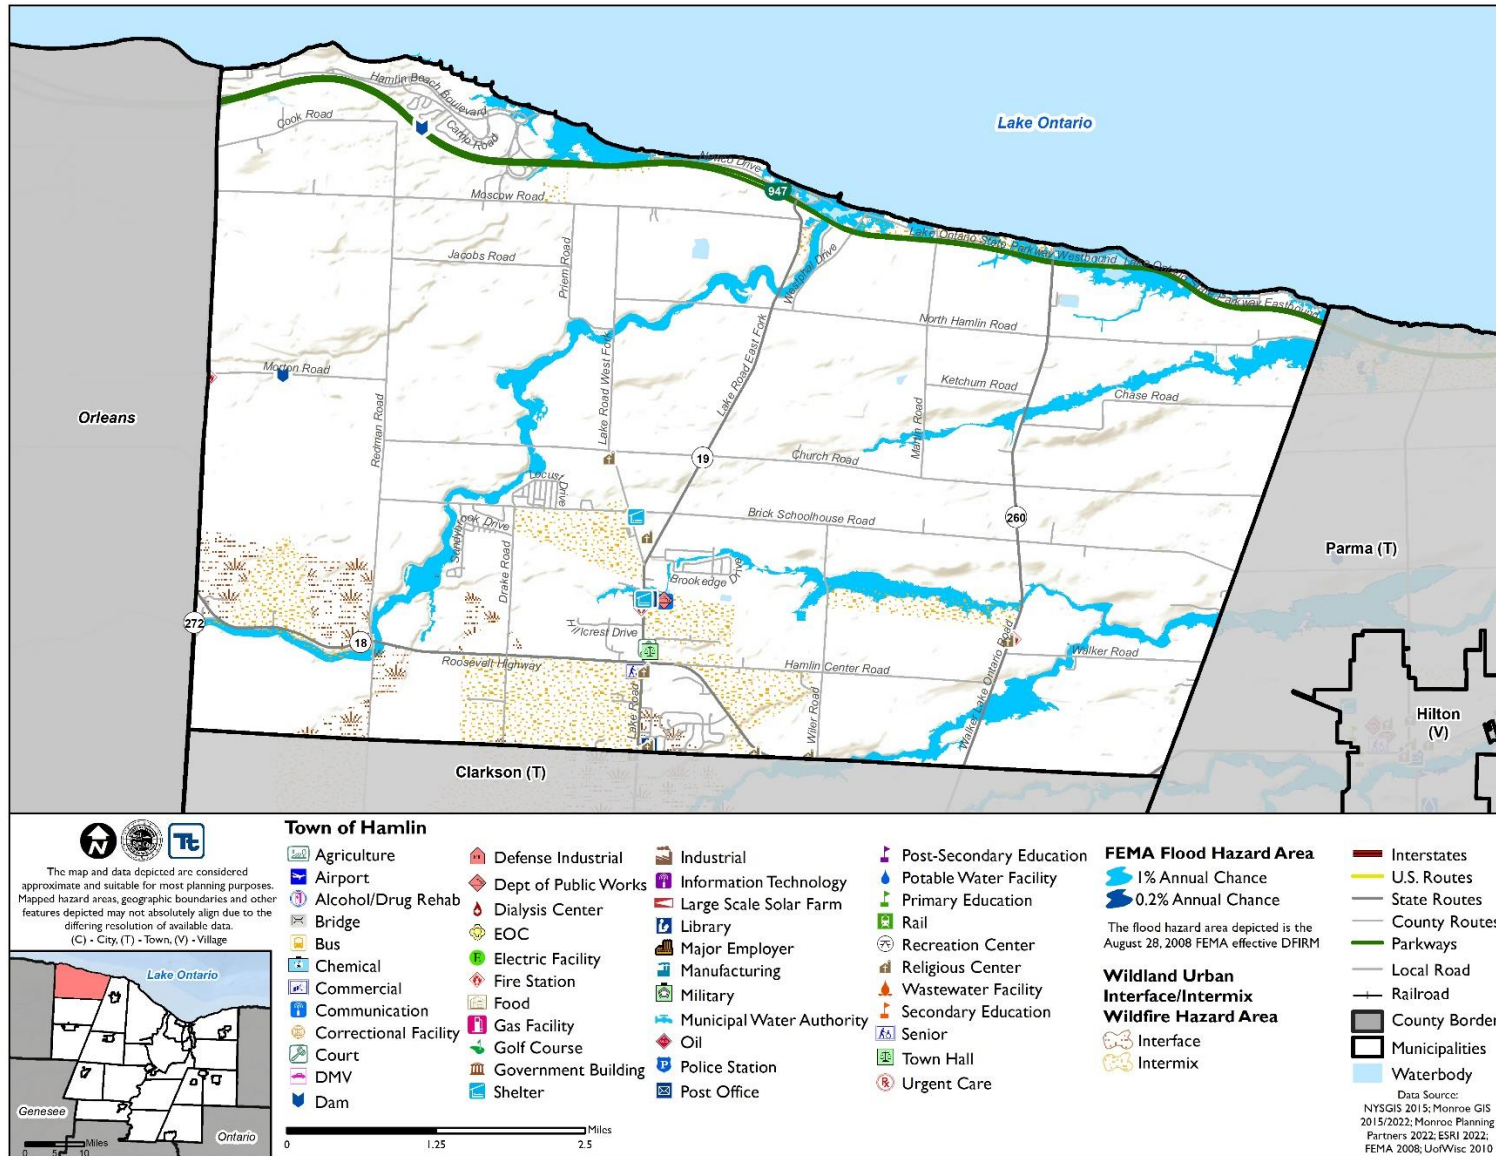 Lake Ontario
Hamlin Beach Boulevard
Cook Road
Camp Road
Drive
947
Moscow Road
Lake Ontario State Parkway Westbound
Lake Ontario State Parkway Eastbound
Jacobs Road
Priem Road
Westphal Drive
North Hamlin Road
Morton Road
Lake Road West Fork
Lake Road East Fork
Ketchum Road
Chase Road
Orleans
Redman Road
Martin Road
19
Church Road
Locust Drive
Brick Schoolhouse Road
260
Parma (T)
Drake Road
Brookedge Drive
272
18
Hillcrest Drive
Roosevelt Highway
Hamlin Center Road
Walker Road
Lake Road
Wiler Road
Walker Lake Ontario Road
Hilton
(V)
Clarkson (T)
N
Tt
The map and data depicted are considered
approximate and suitable for most planning purposes.
Mapped hazard areas, geographic boundaries and other
features depicted may not absolutely align due to the
differing resolution of available data.
(C) - City, (T) - Town, (V) - Village
Lake Ontario
Genesee
Ontario
Miles
0 5 10
Town of Hamlin
Agriculture
Airport
Alcohol/Drug Rehab
Bridge
Bus
Chemical
Commercial
Communication
Correctional Facility
Court
DMV
Dam
Defense Industrial
Dept of Public Works
Dialysis Center
EOC
Electric Facility
Fire Station
Food
Gas Facility
Golf Course
Government Building
Shelter
Industrial
Information Technology
Large Scale Solar Farm
Library
Major Employer
Manufacturing
Military
Municipal Water Authority
Oil
Police Station
Post Office
Post-Secondary Education
Potable Water Facility
Primary Education
Rail
Recreation Center
Religious Center
Wastewater Facility
Secondary Education
Senior
Town Hall
Urgent Care
Miles
0 1.25 2.5
FEMA Flood Hazard Area
1% Annual Chance
0.2% Annual Chance
The flood hazard area depicted is the
August 28, 2008 FEMA effective DFIRM
Wildland Urban
Interface/Intermix
Wildfire Hazard Area
Interface
Intermix
Interstates
U.S. Routes
State Routes
County Routes
Parkways
Local Road
Railroad
County Border
Municipalities
Waterbody
Data Source:
NYSGIS 2015; Monroe GIS
2015/2022; Monroe Planning
Partners 2022; ESRI 2022;
FEMA 2008; UofWisc 2010